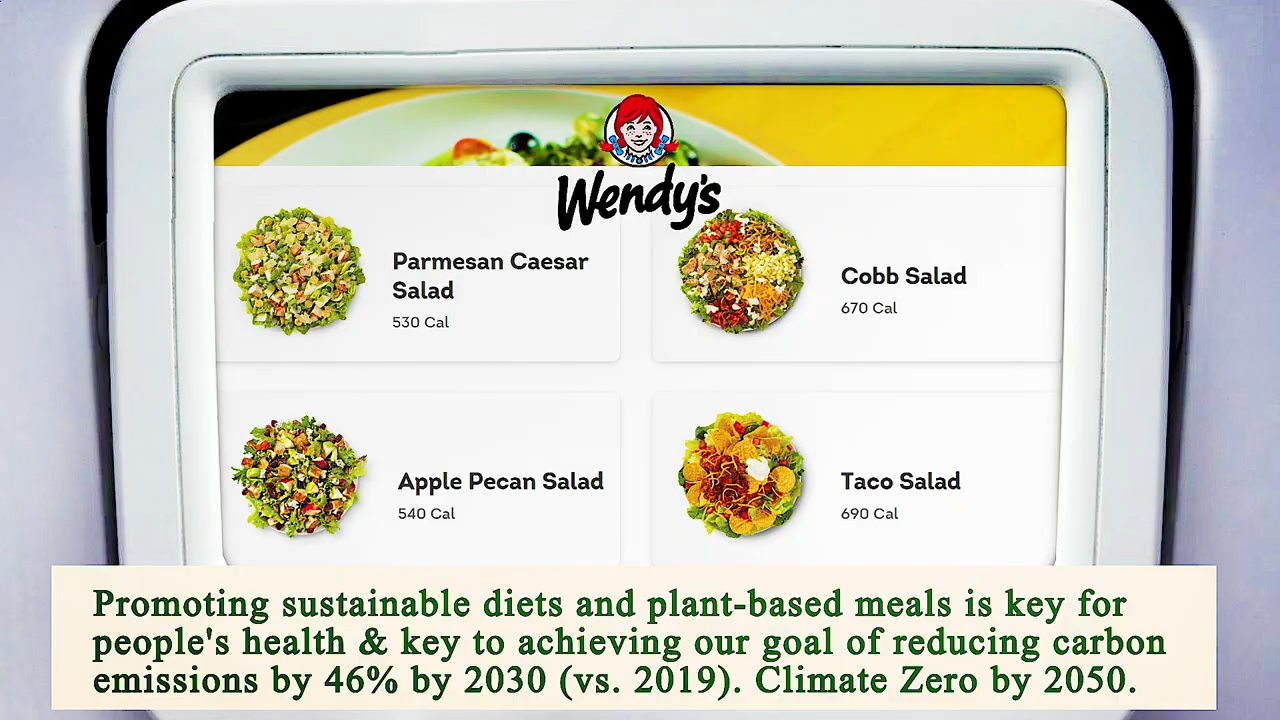 Wendy's
Parmesan Caesar
Salad
530 Cal
Cobb Salad
670 Cal
Apple Pecan Salad
540 Cal
Taco Salad
690 Cal
Promoting sustainable diets and plant-based meals is key for
people's health & key to achieving our goal of reducing carbon
emissions by 46% by 2030 (vs. 2019). Climate Zero by 2050.